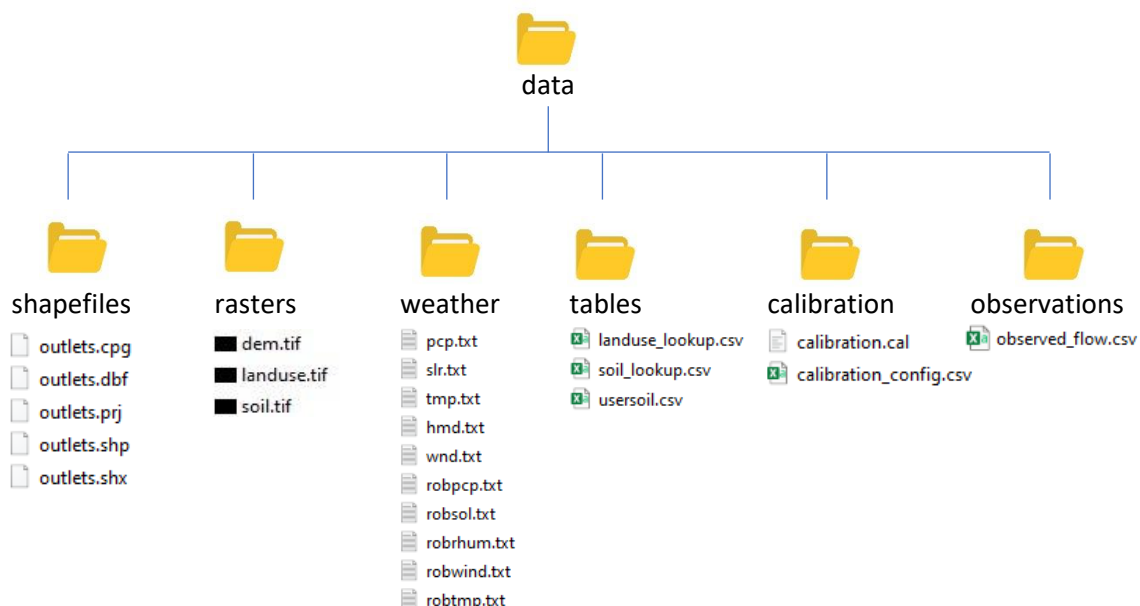 data
shapefiles
outlets.cpg
outlets.dbf
outlets.prj
outlets.shp
outlets.shx
rasters
dem.tif
landuse.tif
soil.tif
weather
pcp.txt
slr.txt
tmp.txt
hmd.txt
wnd.txt
robpcp.txt
robsol.txt
robrhum.txt
robwind.txt
robtmp.txt
tables
landuse_lookup.csv
soil_lookup.csv
usersoil.csv
calibration
calibration.cal
calibration_config.csv
observations
observed_flow.csv